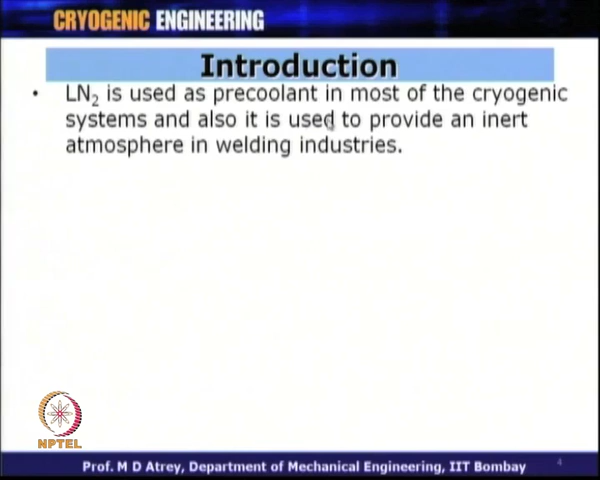 CRYOGENIC ENGINEERING
Introduction
• LN₂ is used as precoolant in most of the cryogenic
systems and also it is used to provide an inert
atmosphere in welding industries.
NPTEL
Prof. M D Atrey, Department of Mechanical Engineering, IIT Bombay
4